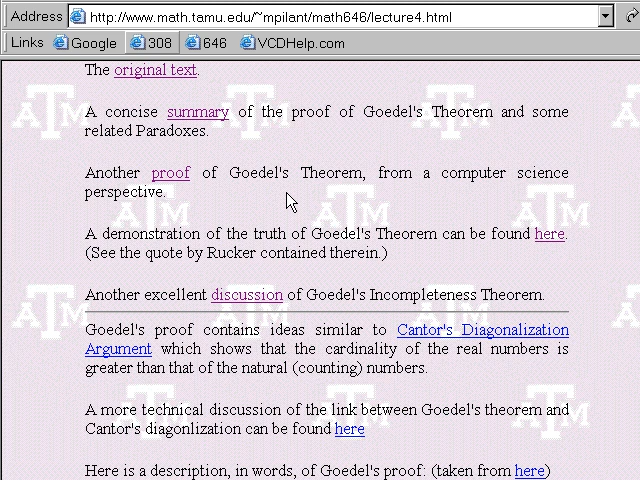 Address http://www.math.tamu.edu/~mpilant/math646/lecture4.html
Links Google 308 646 VCDHelp.com
The original text.
A concise summary of the proof of Goedel's Theorem and some
related Paradoxes.
Another proof of Goedel's Theorem, from a computer science
perspective.
A demonstration of the truth of Goedel's Theorem can be found here.
(See the quote by Rucker contained therein.)
Another excellent discussion of Goedel's Incompleteness Theorem.
Goedel's proof contains ideas similar to Cantor's Diagonalization
Argument which shows that the cardinality of the real numbers is
greater than that of the natural (counting) numbers.
A more technical discussion of the link between Goedel's theorem and
Cantor's diagonlization can be found here
Here is a description, in words, of Goedel's proof: (taken from here)